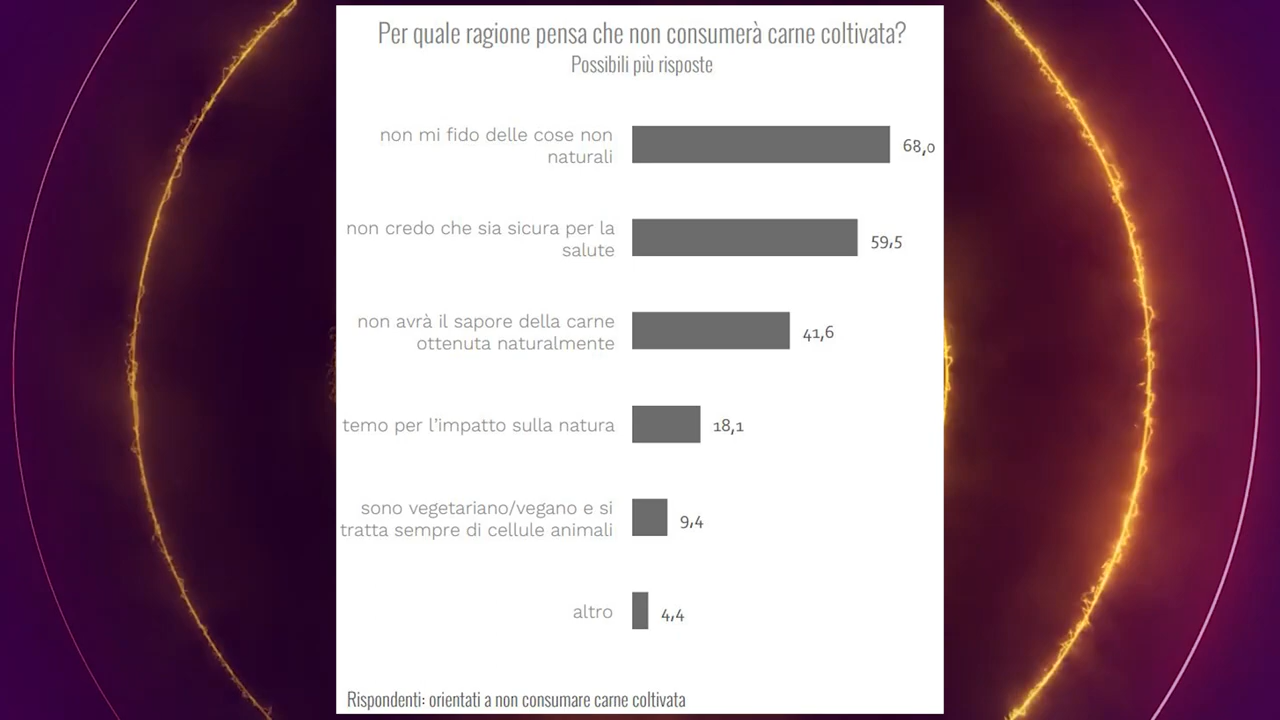 Per quale ragione pensa che non consumerà carne coltivata?
Possibili più risposte
non mi fido delle cose non
naturali
68,0
non credo che sia sicura per la
salute
59,5
non avrà il sapore della carne
ottenuta naturalmente
41,6
temo per l’impatto sulla natura
18,1
sono vegetariano/vegano e si
tratta sempre di cellule animali
9,4
altro
4,4
Rispondenti: orientati a non consumare carne coltivata